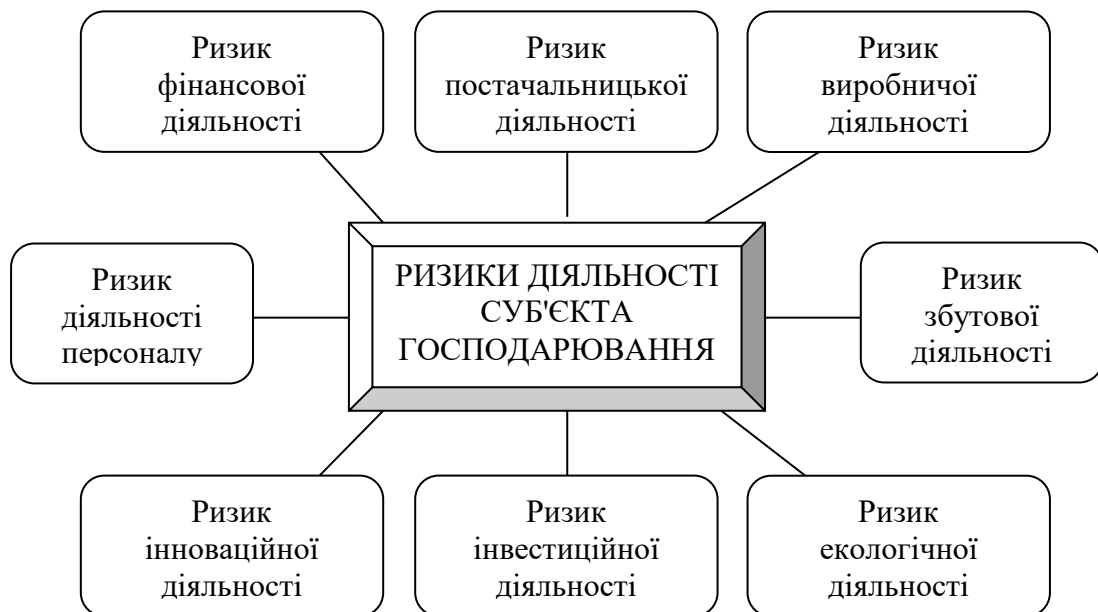 Ризик
фінансової
діяльності
Ризик
постачальницької
діяльності
Ризик
виробничої
діяльності
Ризик
діяльності
персоналу
РИЗИКИ ДІЯЛЬНОСТІ
СУБ'ЄКТА
ГОСПОДАРЮВАННЯ
Ризик
збутової
діяльності
Ризик
інноваційної
діяльності
Ризик
інвестиційної
діяльності
Ризик
екологічної
діяльності